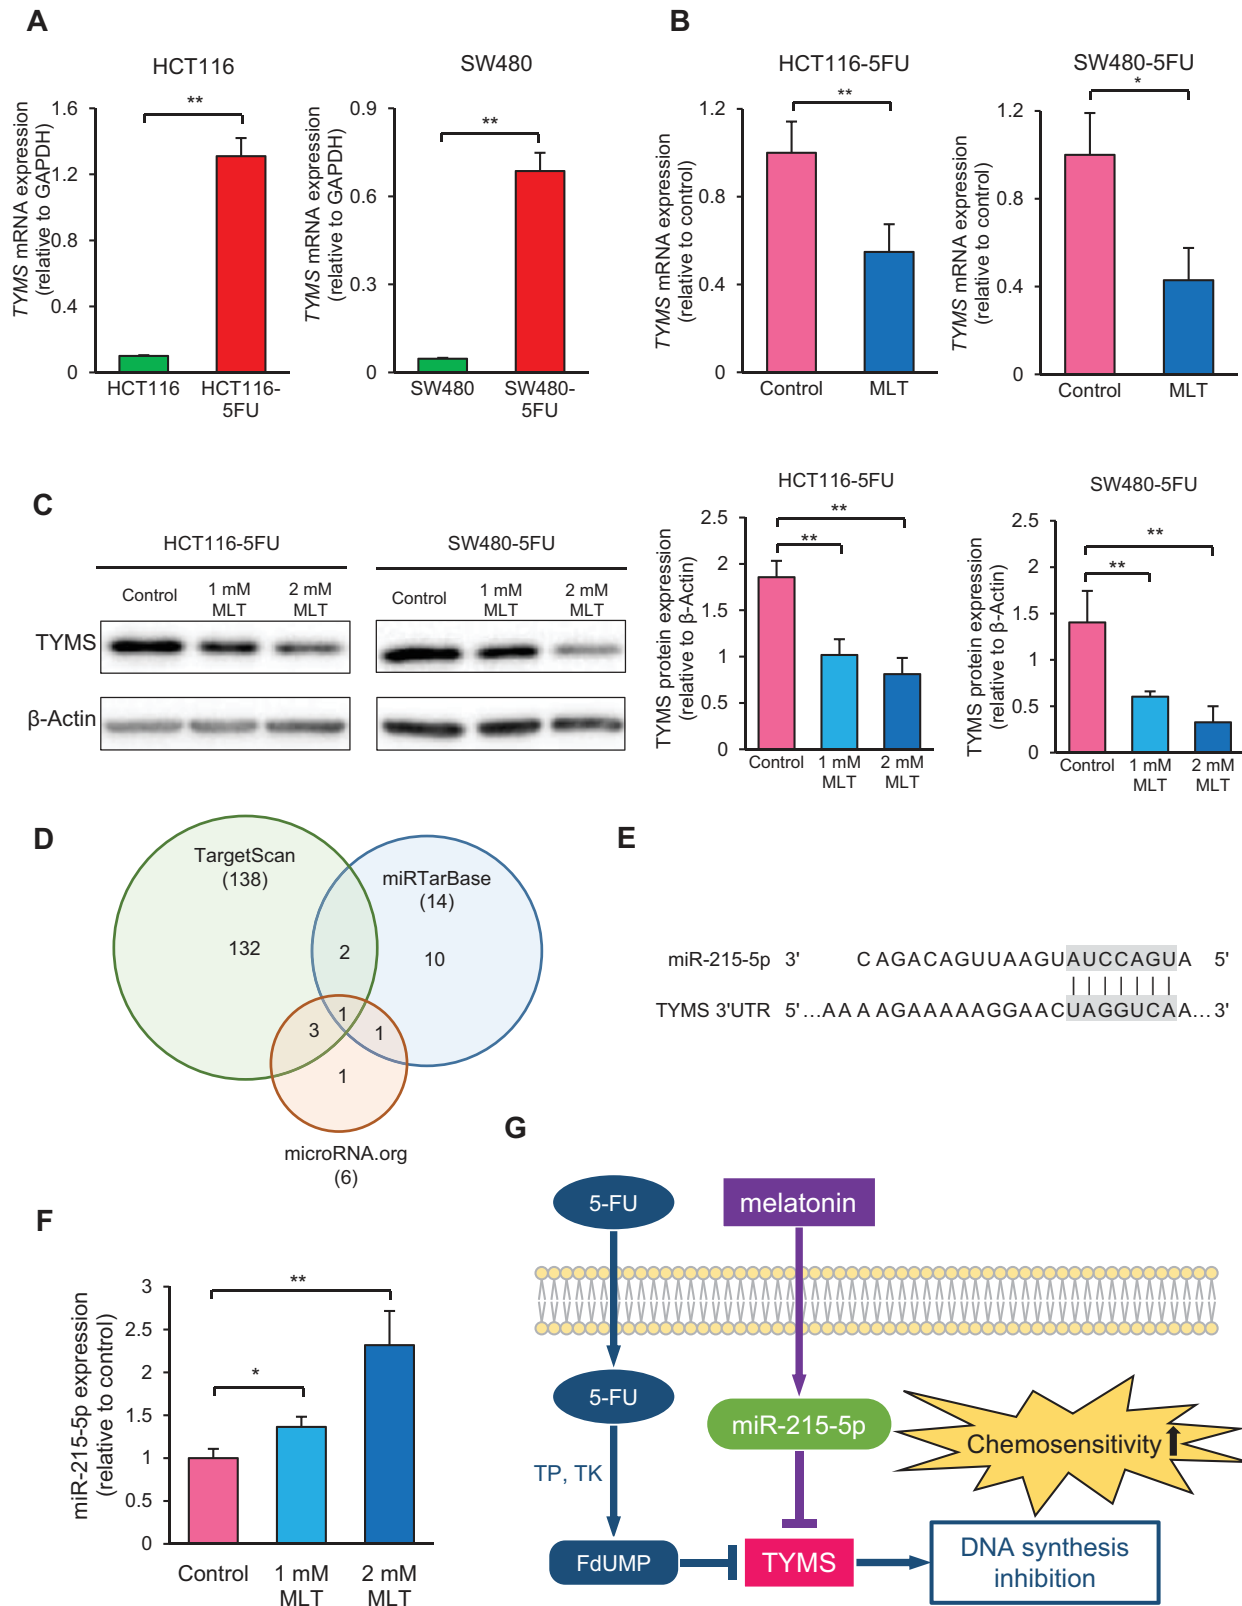 A
HCT116
TYMS mRNA expression
(relative to GAPDH)
1.6
1.2
0.8
0.4
0
**
HCT116
HCT116-
5FU
SW480
TYMS mRNA expression
(relative to GAPDH)
0.9
0.6
0.3
0
**
SW480
SW480-
5FU
B
HCT116-5FU
TYMS mRNA expression
(relative to control)
1.2
0.8
0.4
0
**
Control
MLT
SW480-5FU
TYMS mRNA expression
(relative to control)
1.2
0.8
0.4
0
*
Control
MLT
C
HCT116-5FU
Control
1 mM
MLT
2 mM
MLT
SW480-5FU
Control
1 mM
MLT
2 mM
MLT
TYMS
β-Actin
HCT116-5FU
TYMS protein expression
(relative to β-Actin)
2.5
2
1.5
1
0.5
0
**
**
Control
1 mM
MLT
2 mM
MLT
SW480-5FU
TYMS protein expression
(relative to β-Actin)
2.5
2
1.5
1
0.5
0
**
**
Control
1 mM
MLT
2 mM
MLT
D
TargetScan
(138)
miRTarBase
(14)
132
2
10
1
3
1
1
microRNA.org
(6)
E
miR-215-5p 3' CAGACAGUUAAGUAUCCAGUA 5'
TYMS 3'UTR 5'...AAAAGAAAAAGGAACUAGGUCAA...3'
F
miR-215-5p expression
(relative to control)
3
2.5
2
1.5
1
0.5
0
*
**
Control
1 mM
MLT
2 mM
MLT
G
5-FU
melatonin
5-FU
miR-215-5p
Chemosensitivity
TP, TK
FdUMP
TYMS
DNA synthesis
inhibition